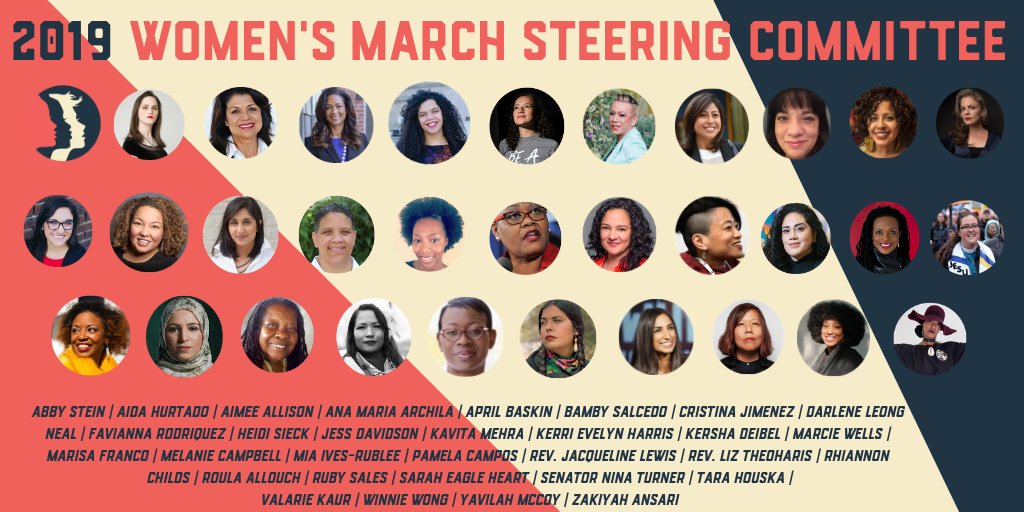 2019 WOMEN'S MARCH STEERING COMMITTEE
BE A
JESU
ABBY STEIN | AIDA HURTADO | AIMEE ALLISON | ANA MARIA ARCHILA | APRIL BASKIN | BAMBY SALCEDO | CRISTINA JIMENEZ | DARLENE LEONG
NEAL | FAVIANNA RODRIQUEZ | HEIDI SIECK | JESS DAVIDSON | KAVITA MEHRA | KERRI EVELYN HARRIS | KERSHA DEIBEL | MARCIE WELLS |
MARISA FRANCO | MELANIE CAMPBELL | MIA IVES-RUBLEE | PAMELA CAMPOS | REV. JACQUELINE LEWIS | REV. LIZ THEOHARIS | RHIANNON
CHILDS | ROULA ALLOUCH | RUBY SALES | SARAH EAGLE HEART | SENATOR NINA TURNER | TARA HOUSKA |
VALARIE KAUR | WINNIE WONG | YAVILAH MCCOY | ZAKIYAH ANSARI